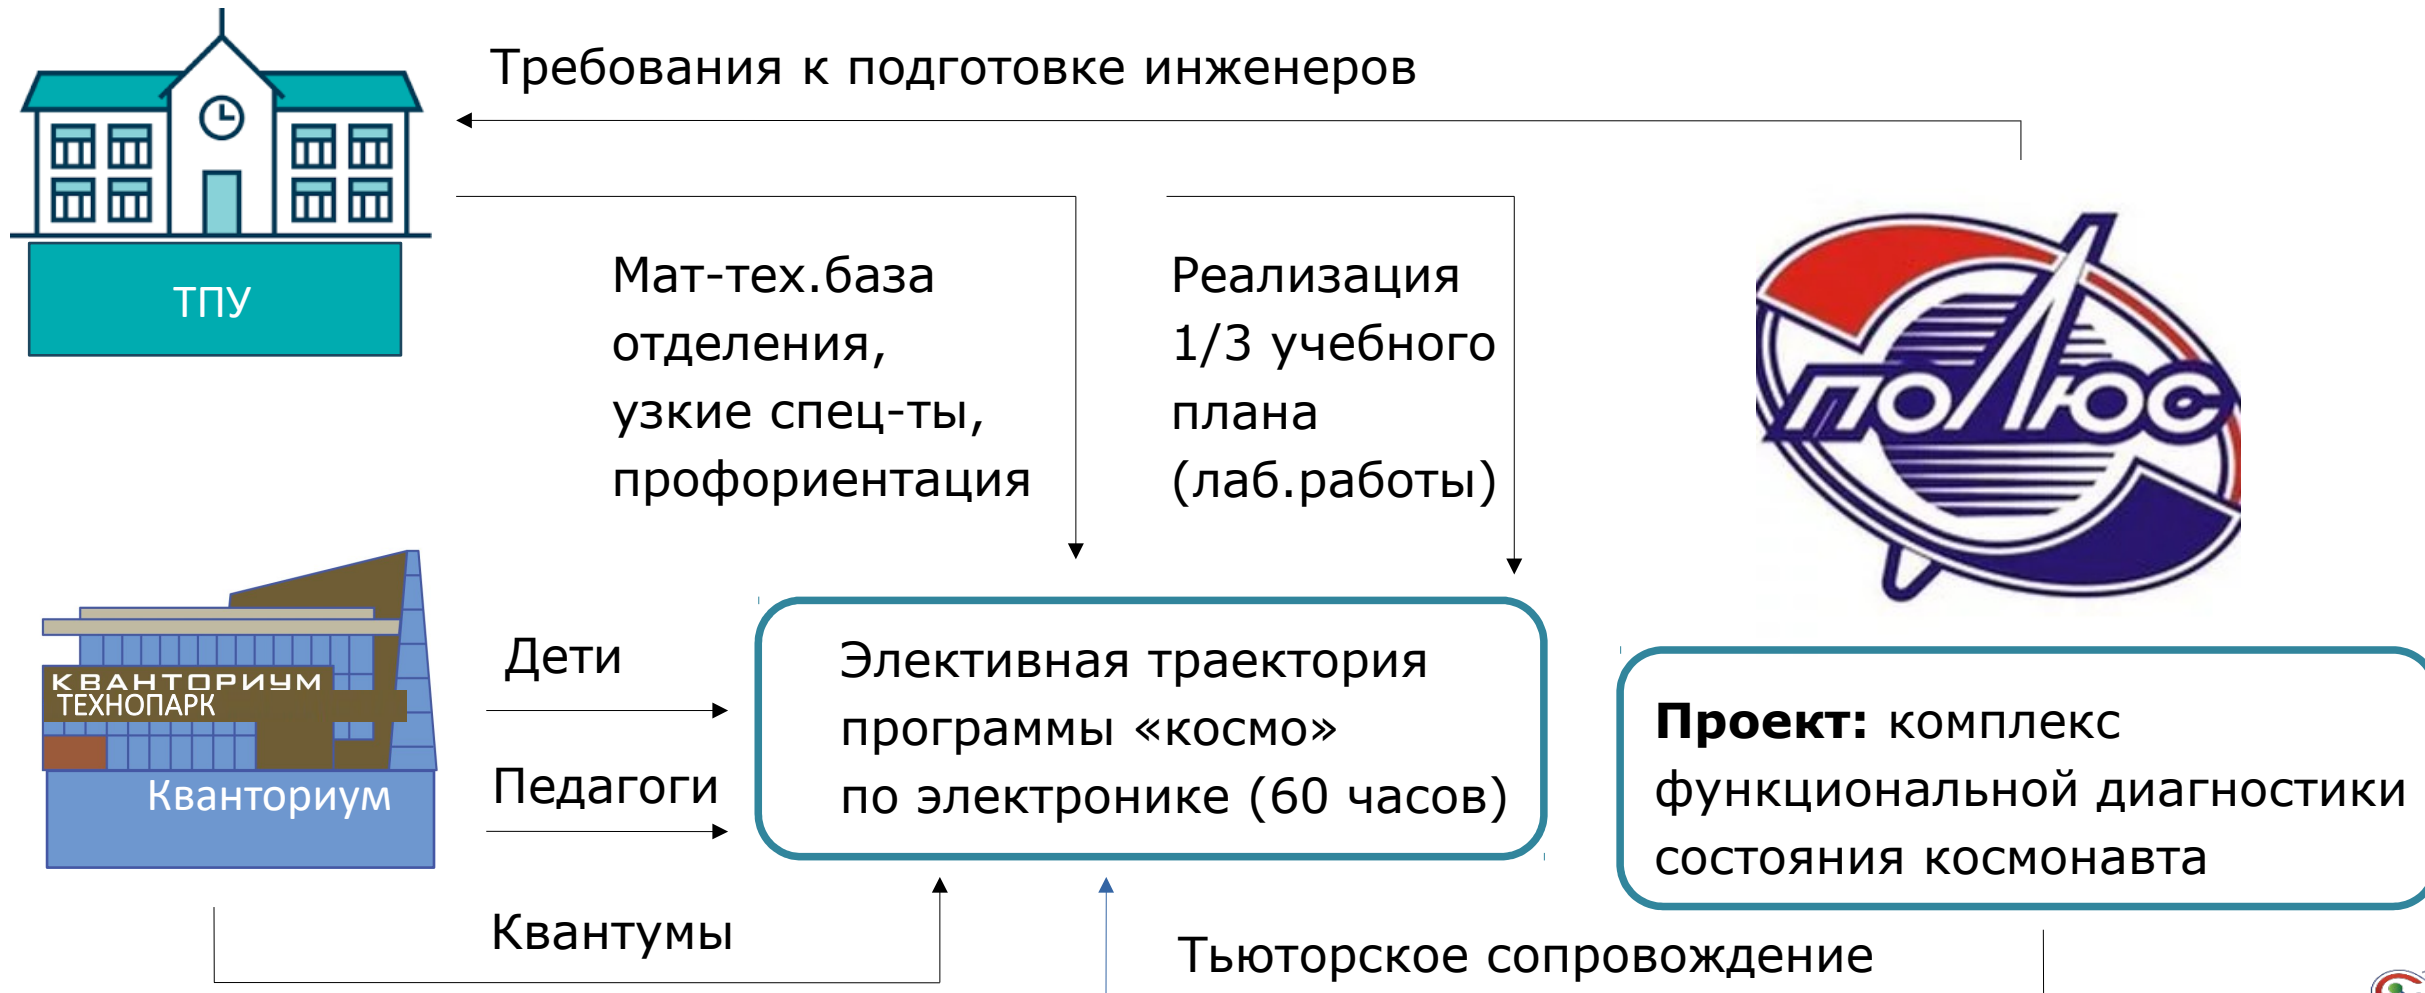 Требования к подготовке инженеров
ТПУ
Мат-тех.база
отделения,
узкие спец-ты,
профориентация
Реализация
1/3 учебного
плана
(лаб.работы)
ПОЛЮС
КВАНТОРИУМ
ТЕХНОПАРК
Кванториум
Дети
Педагоги
Квантумы
Элективная траектория
программы «космо»
по электронике (60 часов)
Проект: комплекс
функциональной диагностики
состояния космонавта
Тьюторское сопровождение